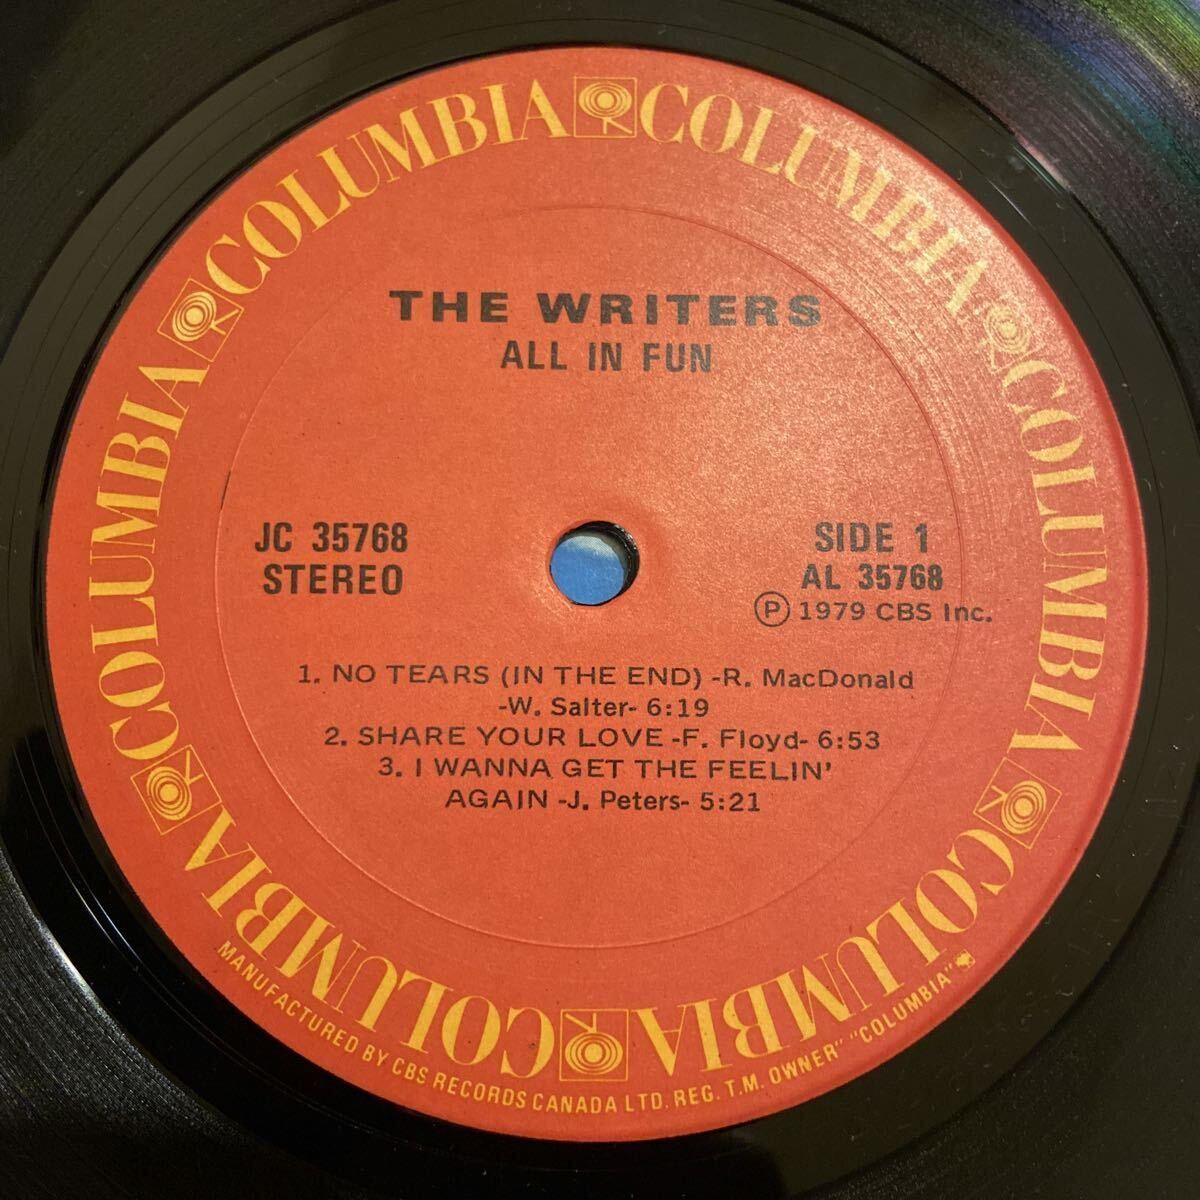 COLUMBIA COLUMBIA COLUMBIA COLUMBIA COLUMBIA COLUMBIA COLUMBIA COLUMBIA
THE WRITERS
ALL IN FUN
JC 35768
STEREO
SIDE 1
AL 35768
Ⓟ 1979 CBS Inc.
1. NO TEARS (IN THE END) -R. MacDonald
-W. Salter- 6:19
2. SHARE YOUR LOVE -F. Floyd- 6:53
3. I WANNA GET THE FEELIN'
AGAIN -J. Peters- 5:21
MANUFACTURED BY CBS RECORDS CANADA LTD. REG. T.M. OWNER" "COLUMBIA"